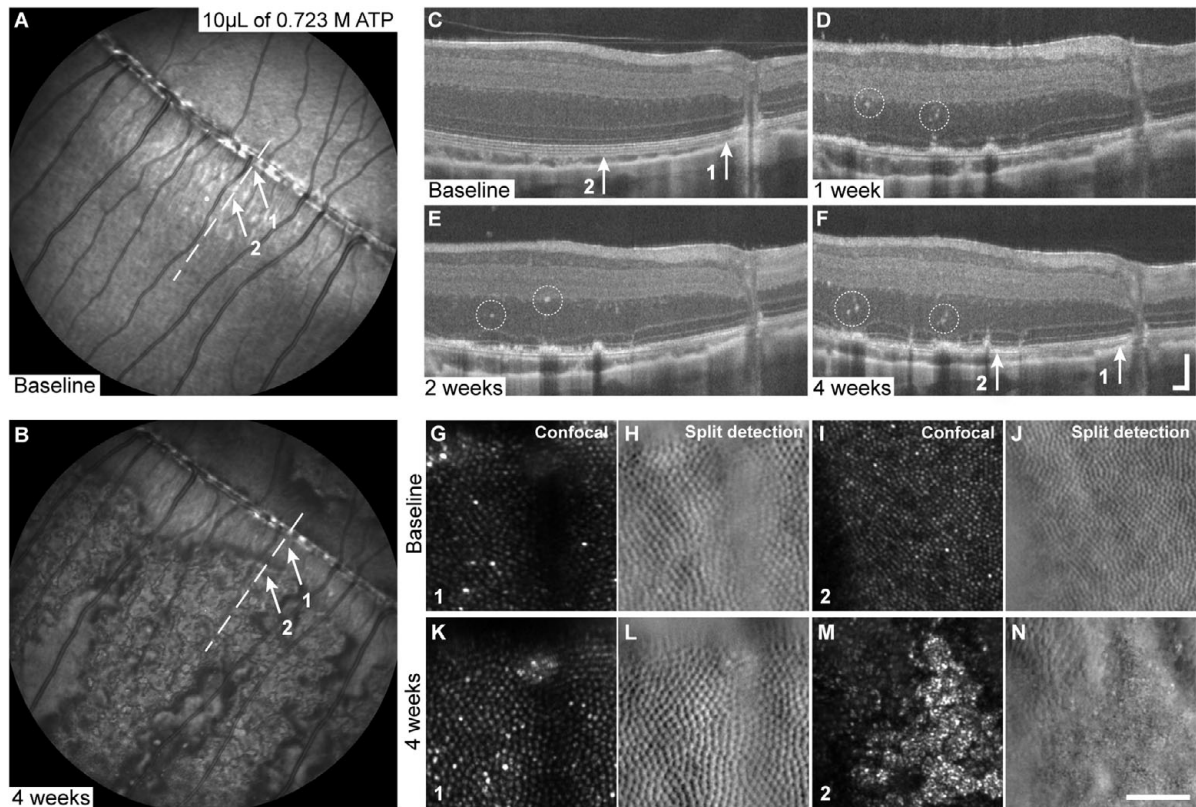 A
10µL of 0.723 M ATP
1
2
Baseline
B
1
2
4 weeks
C
2
1
Baseline
D
1 week
E
2 weeks
F
2
1
4 weeks
Baseline
G
Confocal
1
H
Split detection
I
Confocal
2
J
Split detection
4 weeks
K
1
L
M
2
N